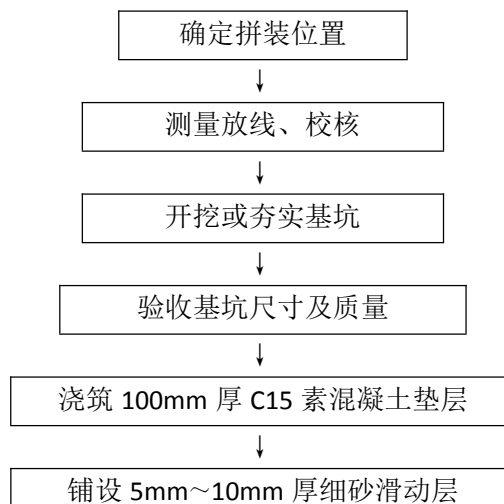 确定拼装位置
测量放线、校核
开挖或夯实基坑
验收基坑尺寸及质量
浇筑 100mm 厚 C15 素混凝土垫层
铺设 5mm～10mm 厚细砂滑动层